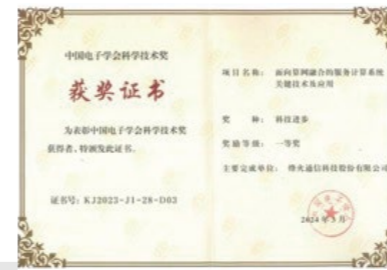 中国电子学会科学技术奖
获奖证书
为表彰中国电子学会科学技术奖
获得者，特颁发此证书。
证书号：KJ2023-J1-28-D03
项目名称：面向算网融合的服务计算系统
关键技术及应用
奖 种：科技进步
奖励等级：一等奖
主要完成单位：烽火通信科技股份有限公司
2024年5月